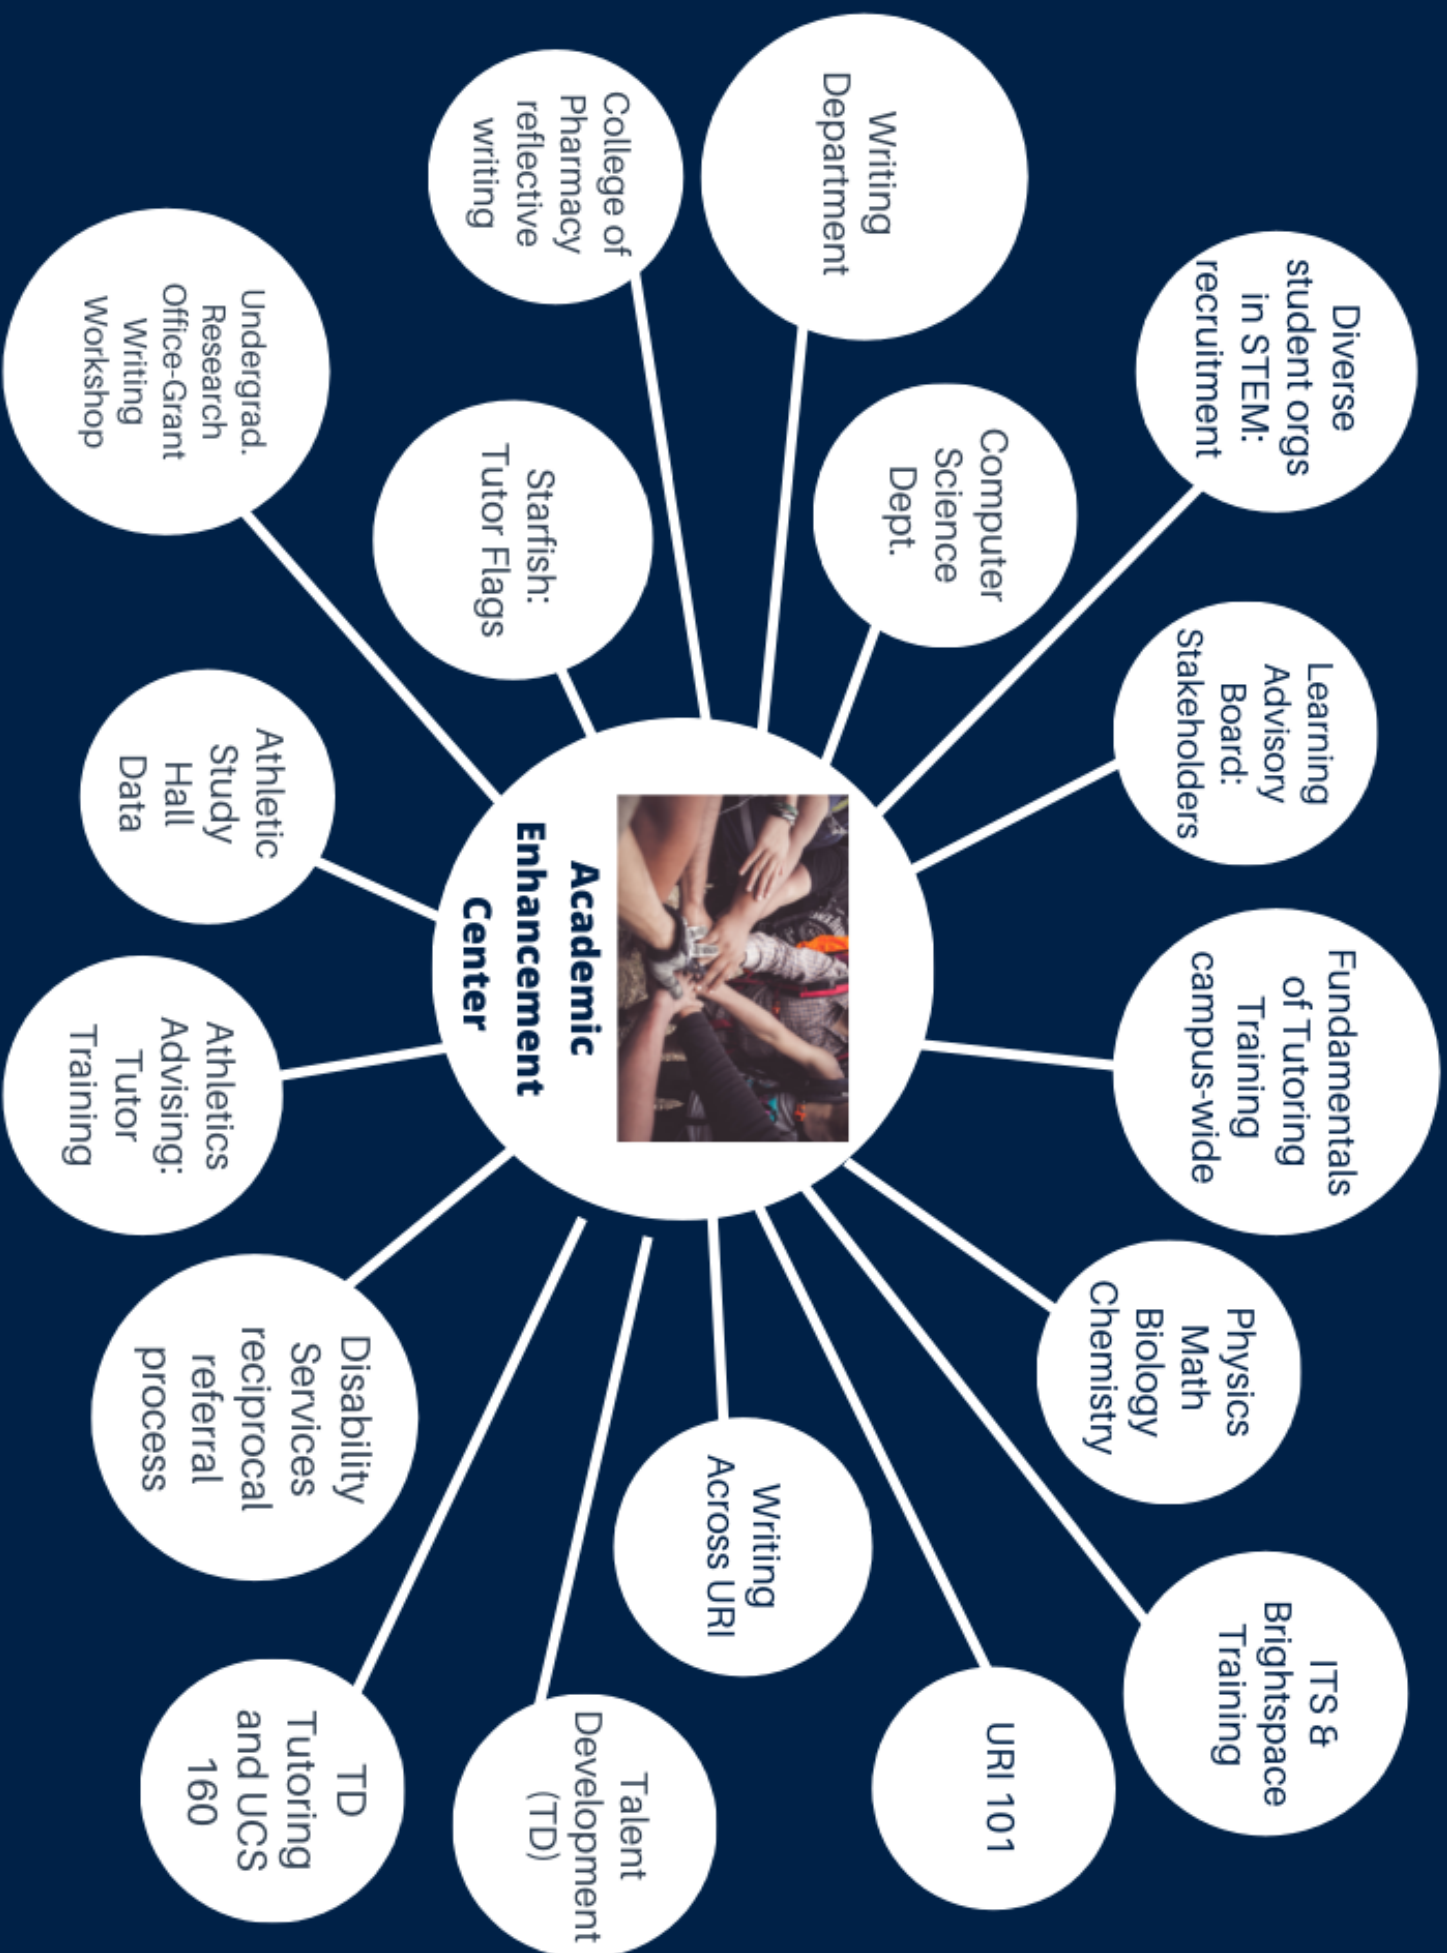 Diverse
student orgs
in STEM:
recruitment
Learning
Advisory
Board:
Stakeholders
Fundamentals
of Tutoring
Training
campus-wide
Physics
Math
Biology
Chemistry
ITS &
Brightspace
Training
Writing
Department
Computer
Science
Dept.
URI 101
Writing
Across URI
College of
Pharmacy
reflective
writing
Starfish:
Tutor Flags
Academic
Enhancement
Center
Talent
Development
(TD)
Undergrad.
Research
Office-Grant
Writing
Workshop
Athletic
Study
Hall
Data
Athletics
Advising:
Tutor
Training
Disability
Services
reciprocal
referral
process
TD
Tutoring
and UCS
160